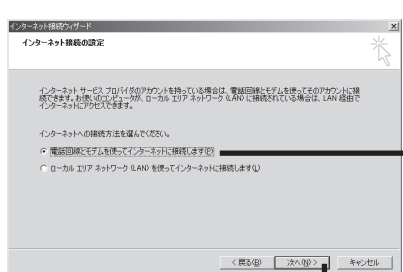 インターネット接続ウィザード
インターネット接続の設定
インターネット サービス プロバイダのアカウントを持っている場合は、電話回線とモデムを使ってそのアカウントに接
続できます。お使いのコンピュータが、ローカル エリア ネットワーク (LAN) に接続されている場合は、LAN 経由で
インターネットにアクセスできます。
インターネットへの接続方法を選んでください。
電話回線とモデムを使ってインターネットに接続します(P)
ローカル エリア ネットワーク (LAN) を使ってインターネットに接続します(L)
< 戻る(B)
次へ(N) >
キャンセル